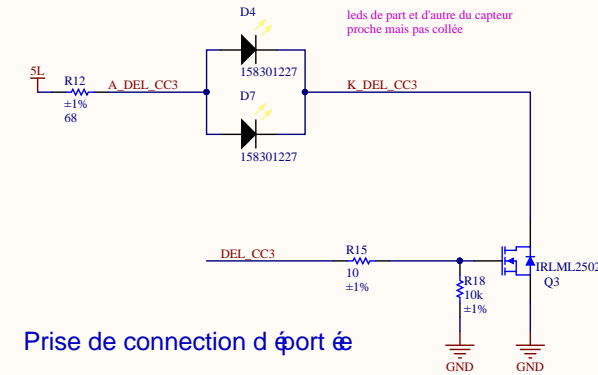 D4
leds de part et d'autre du capteur
proche mais pas collée
158301227
5L
R12
A_DEL_CC3
K_DEL_CC3
±1%
68
D7
158301227
DEL_CC3
R15
10
±1%
IRLML2502
Q3
R18
10k
±1%
Prise de connection d éport ée
GND
GND